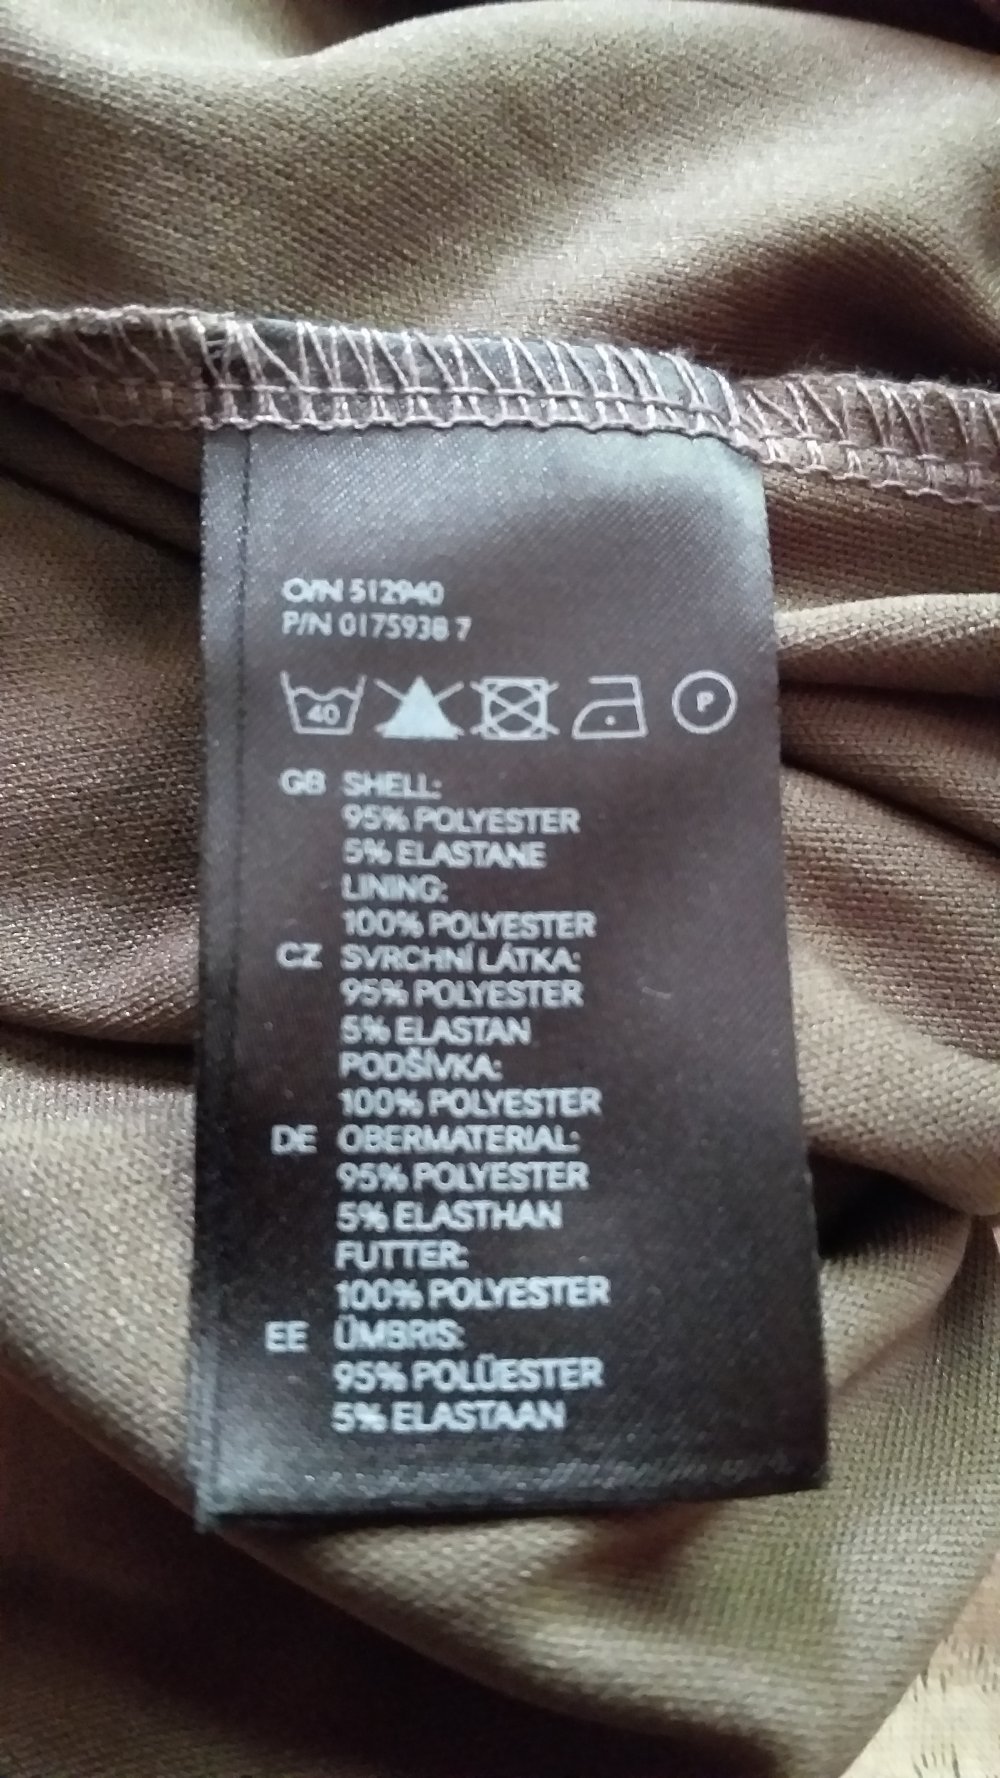 O/N 512940
P/N 0175938 7
40 P
GB SHELL:
95% POLYESTER
5% ELASTANE
LINING:
100% POLYESTER
CZ SVRCHNÍ LÁTKA:
95% POLYESTER
5% ELASTAN
PODŠÍVKA:
100% POLYESTER
DE OBERMATERIAL:
95% POLYESTER
5% ELASTHAN
FUTTER:
100% POLYESTER
EE ÜMBRIS:
95% POLÜESTER
5% ELASTAAN